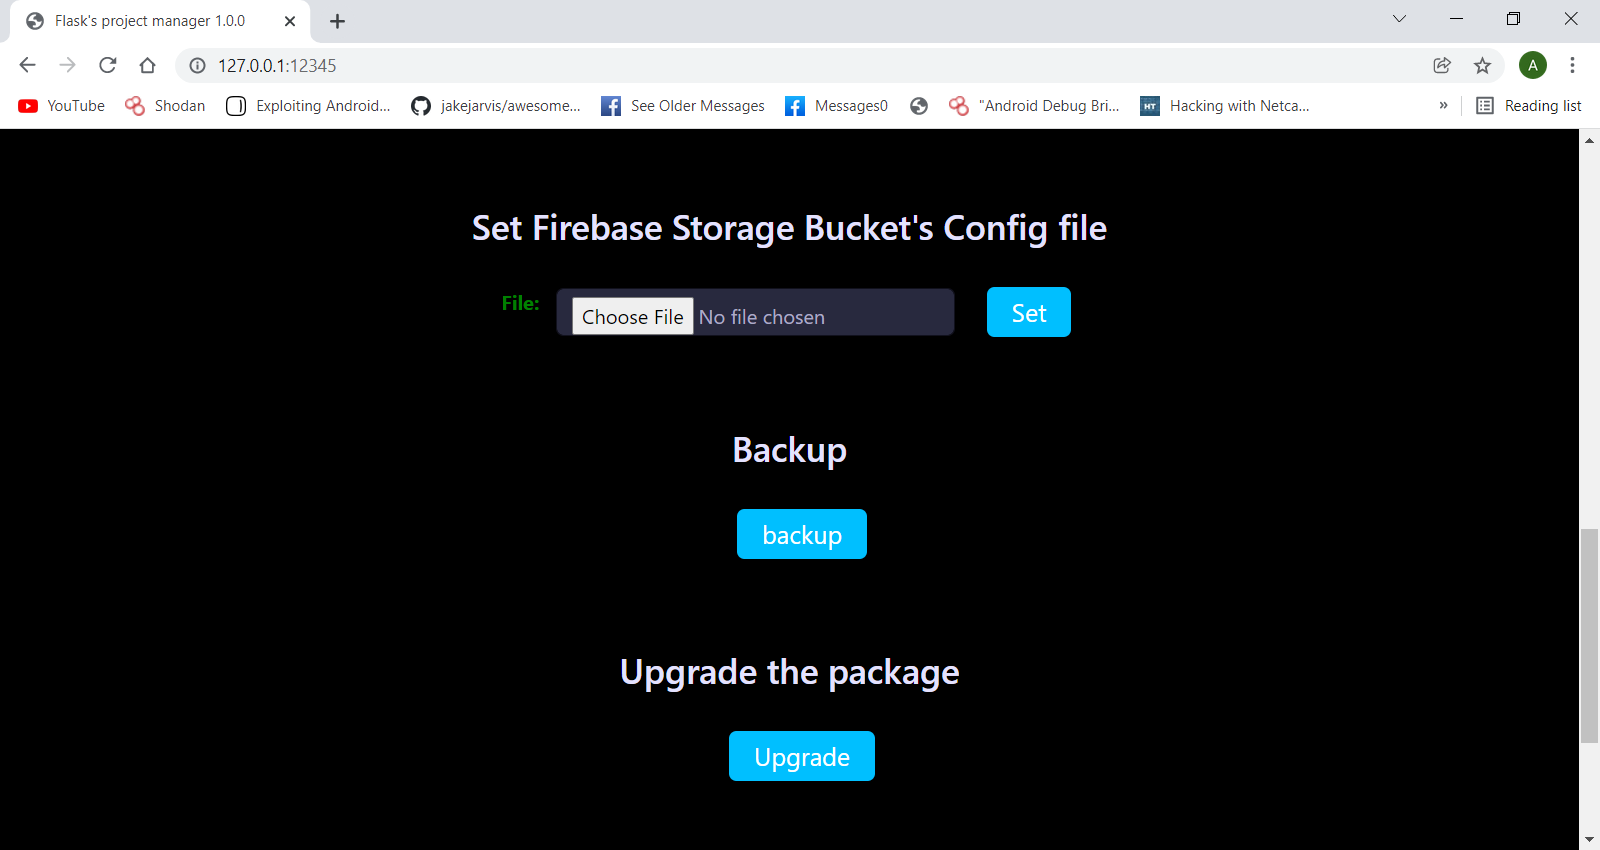 Flask's project manager 1.0.0
127.0.0.1:12345
A
YouTube Shodan Exploiting Android... jakejarvis/awesome... See Older Messages Messages0 "Android Debug Bri... HT Hacking with Netca... » Reading list
Set Firebase Storage Bucket's Config file
File: Choose File No file chosen Set
Backup
backup
Upgrade the package
Upgrade